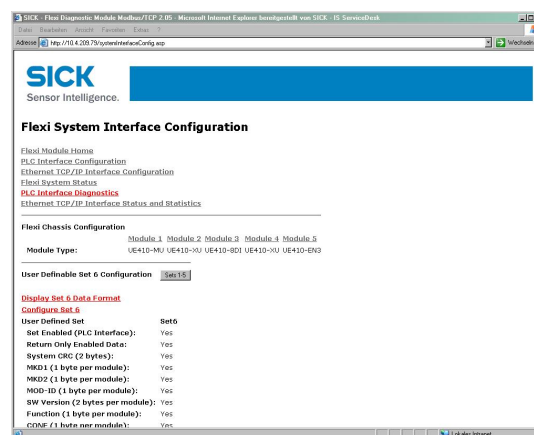 SICK - Flexi Diagnostic Module Modbus/TCP 2.05 - Microsoft Internet Explorer bereitgestellt von SICK - IS ServiceDesk
Datei Bearbeiten Ansicht Favoriten Extras ?
Adresse http://10.4.209.79/systemInterfaceConfig.asp Wechseln
SICK
Sensor Intelligence.
Flexi System Interface Configuration
Flexi Module Home
PLC Interface Configuration
Ethernet TCP/IP Interface Configuration
Flexi System Status
PLC Interface Diagnostics
Ethernet TCP/IP Interface Status and Statistics
Flexi Chassis Configuration
Module 1 Module 2 Module 3 Module 4 Module 5
Module Type: UE410-MU UE410-XU UE410-8DI UE410-XU UE410-EN3
User Definable Set 6 Configuration Sets 1-5
Display Set 6 Data Format
Configure Set 6
User Defined Set Set6
Set Enabled (PLC Interface): Yes
Return Only Enabled Data: Yes
System CRC (2 bytes): Yes
MKD1 (1 byte per module): Yes
MKD2 (1 byte per module): Yes
MOD-ID (1 byte per module): Yes
SW Version (2 bytes per module): Yes
Function (1 byte per module): Yes
CONF (1 byte per module): Yes
Lokales Intranet